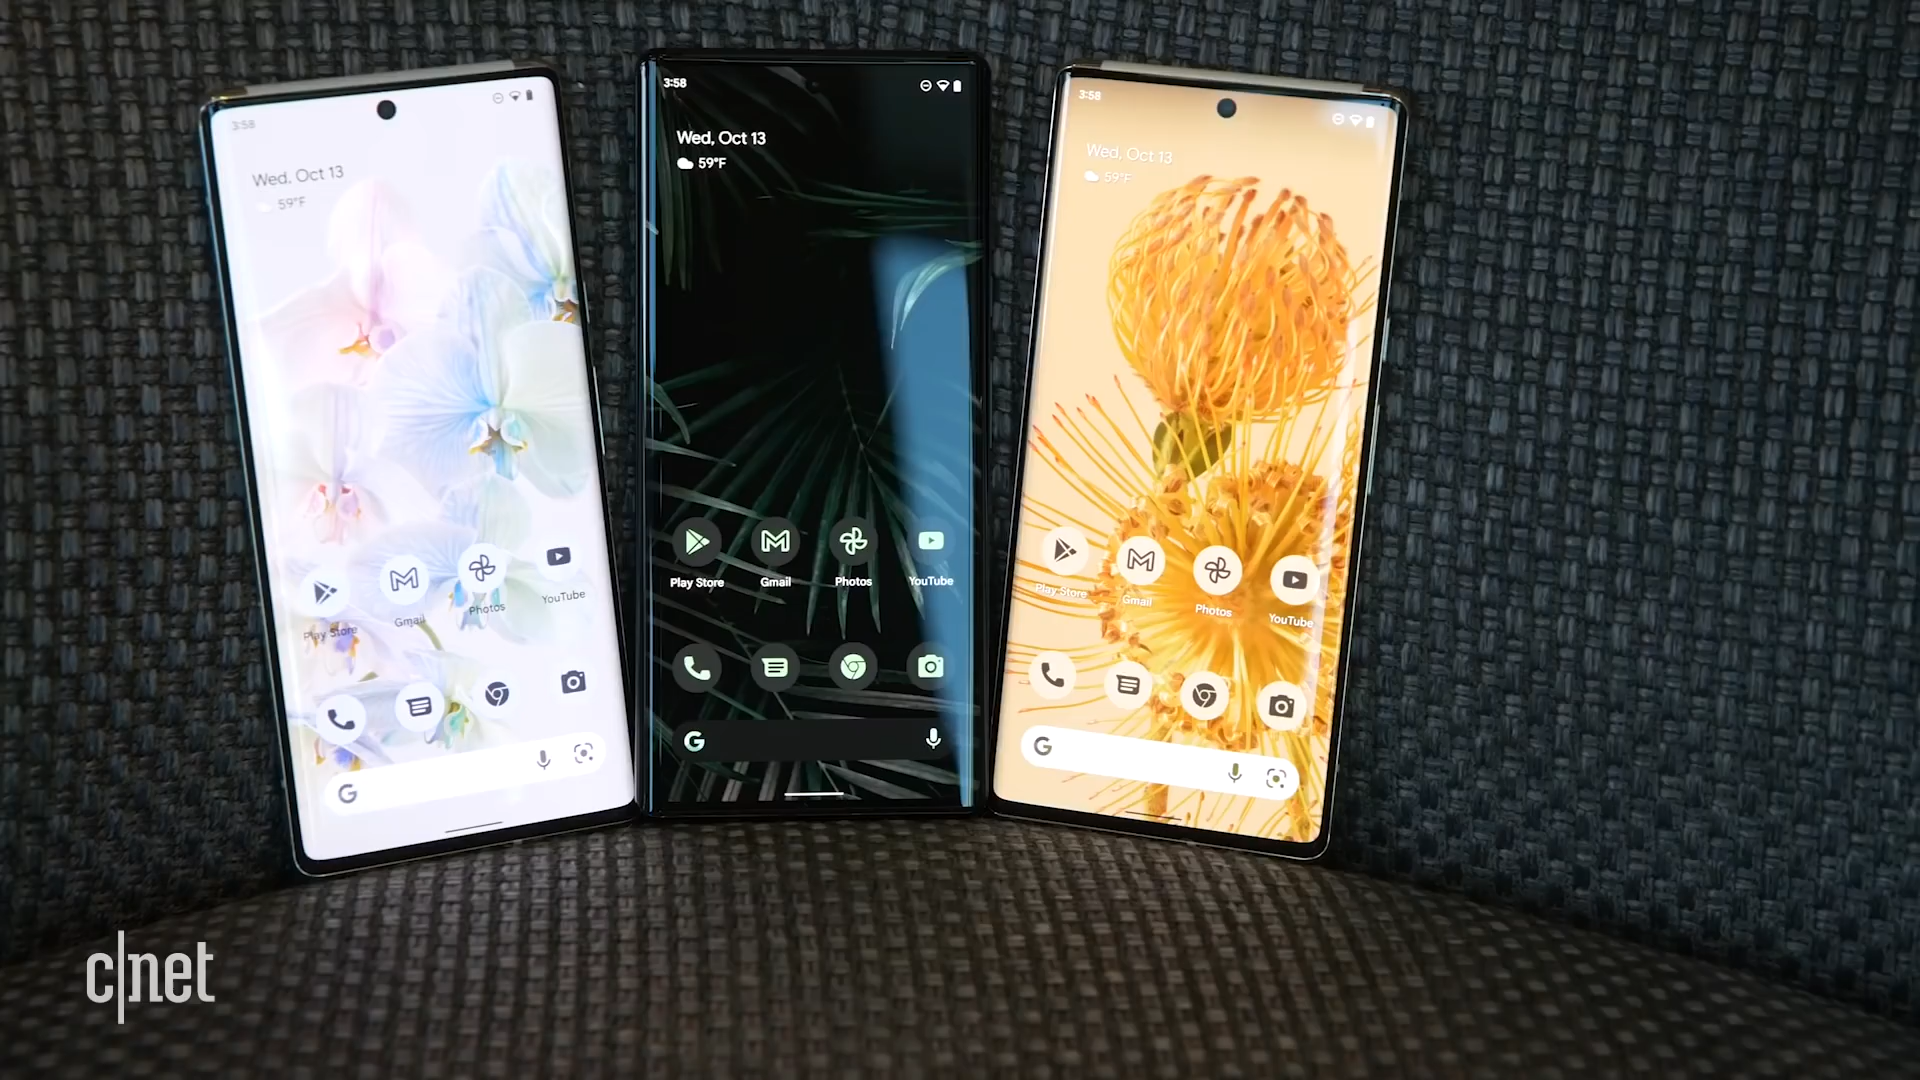 3:58
Wed, Oct 13
59°F
Play Store
Gmail
Photos
YouTube
G
3:58
Wed, Oct 13
59°F
Play Store
Gmail
Photos
YouTube
G
3:58
Wed, Oct 13
59°F
Play Store
Gmail
Photos
YouTube
G
c|net